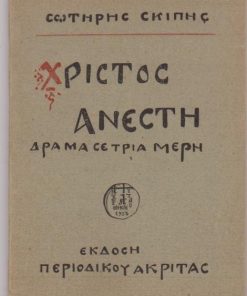 ΣΩΤΗΡΗΣ ΣΚΙΠΗΣ
ΧΡΙΣΤΟΣ
ΑΝΕΣΤΗ
ΔΡΑΜΑ ΣΕ ΤΡΙΑ ΜΕΡΗ
ΕΚΔΟΣΗ
ΠΕΡΙΟΔΙΚΟΥ ΑΚΡΙΤΑΣ